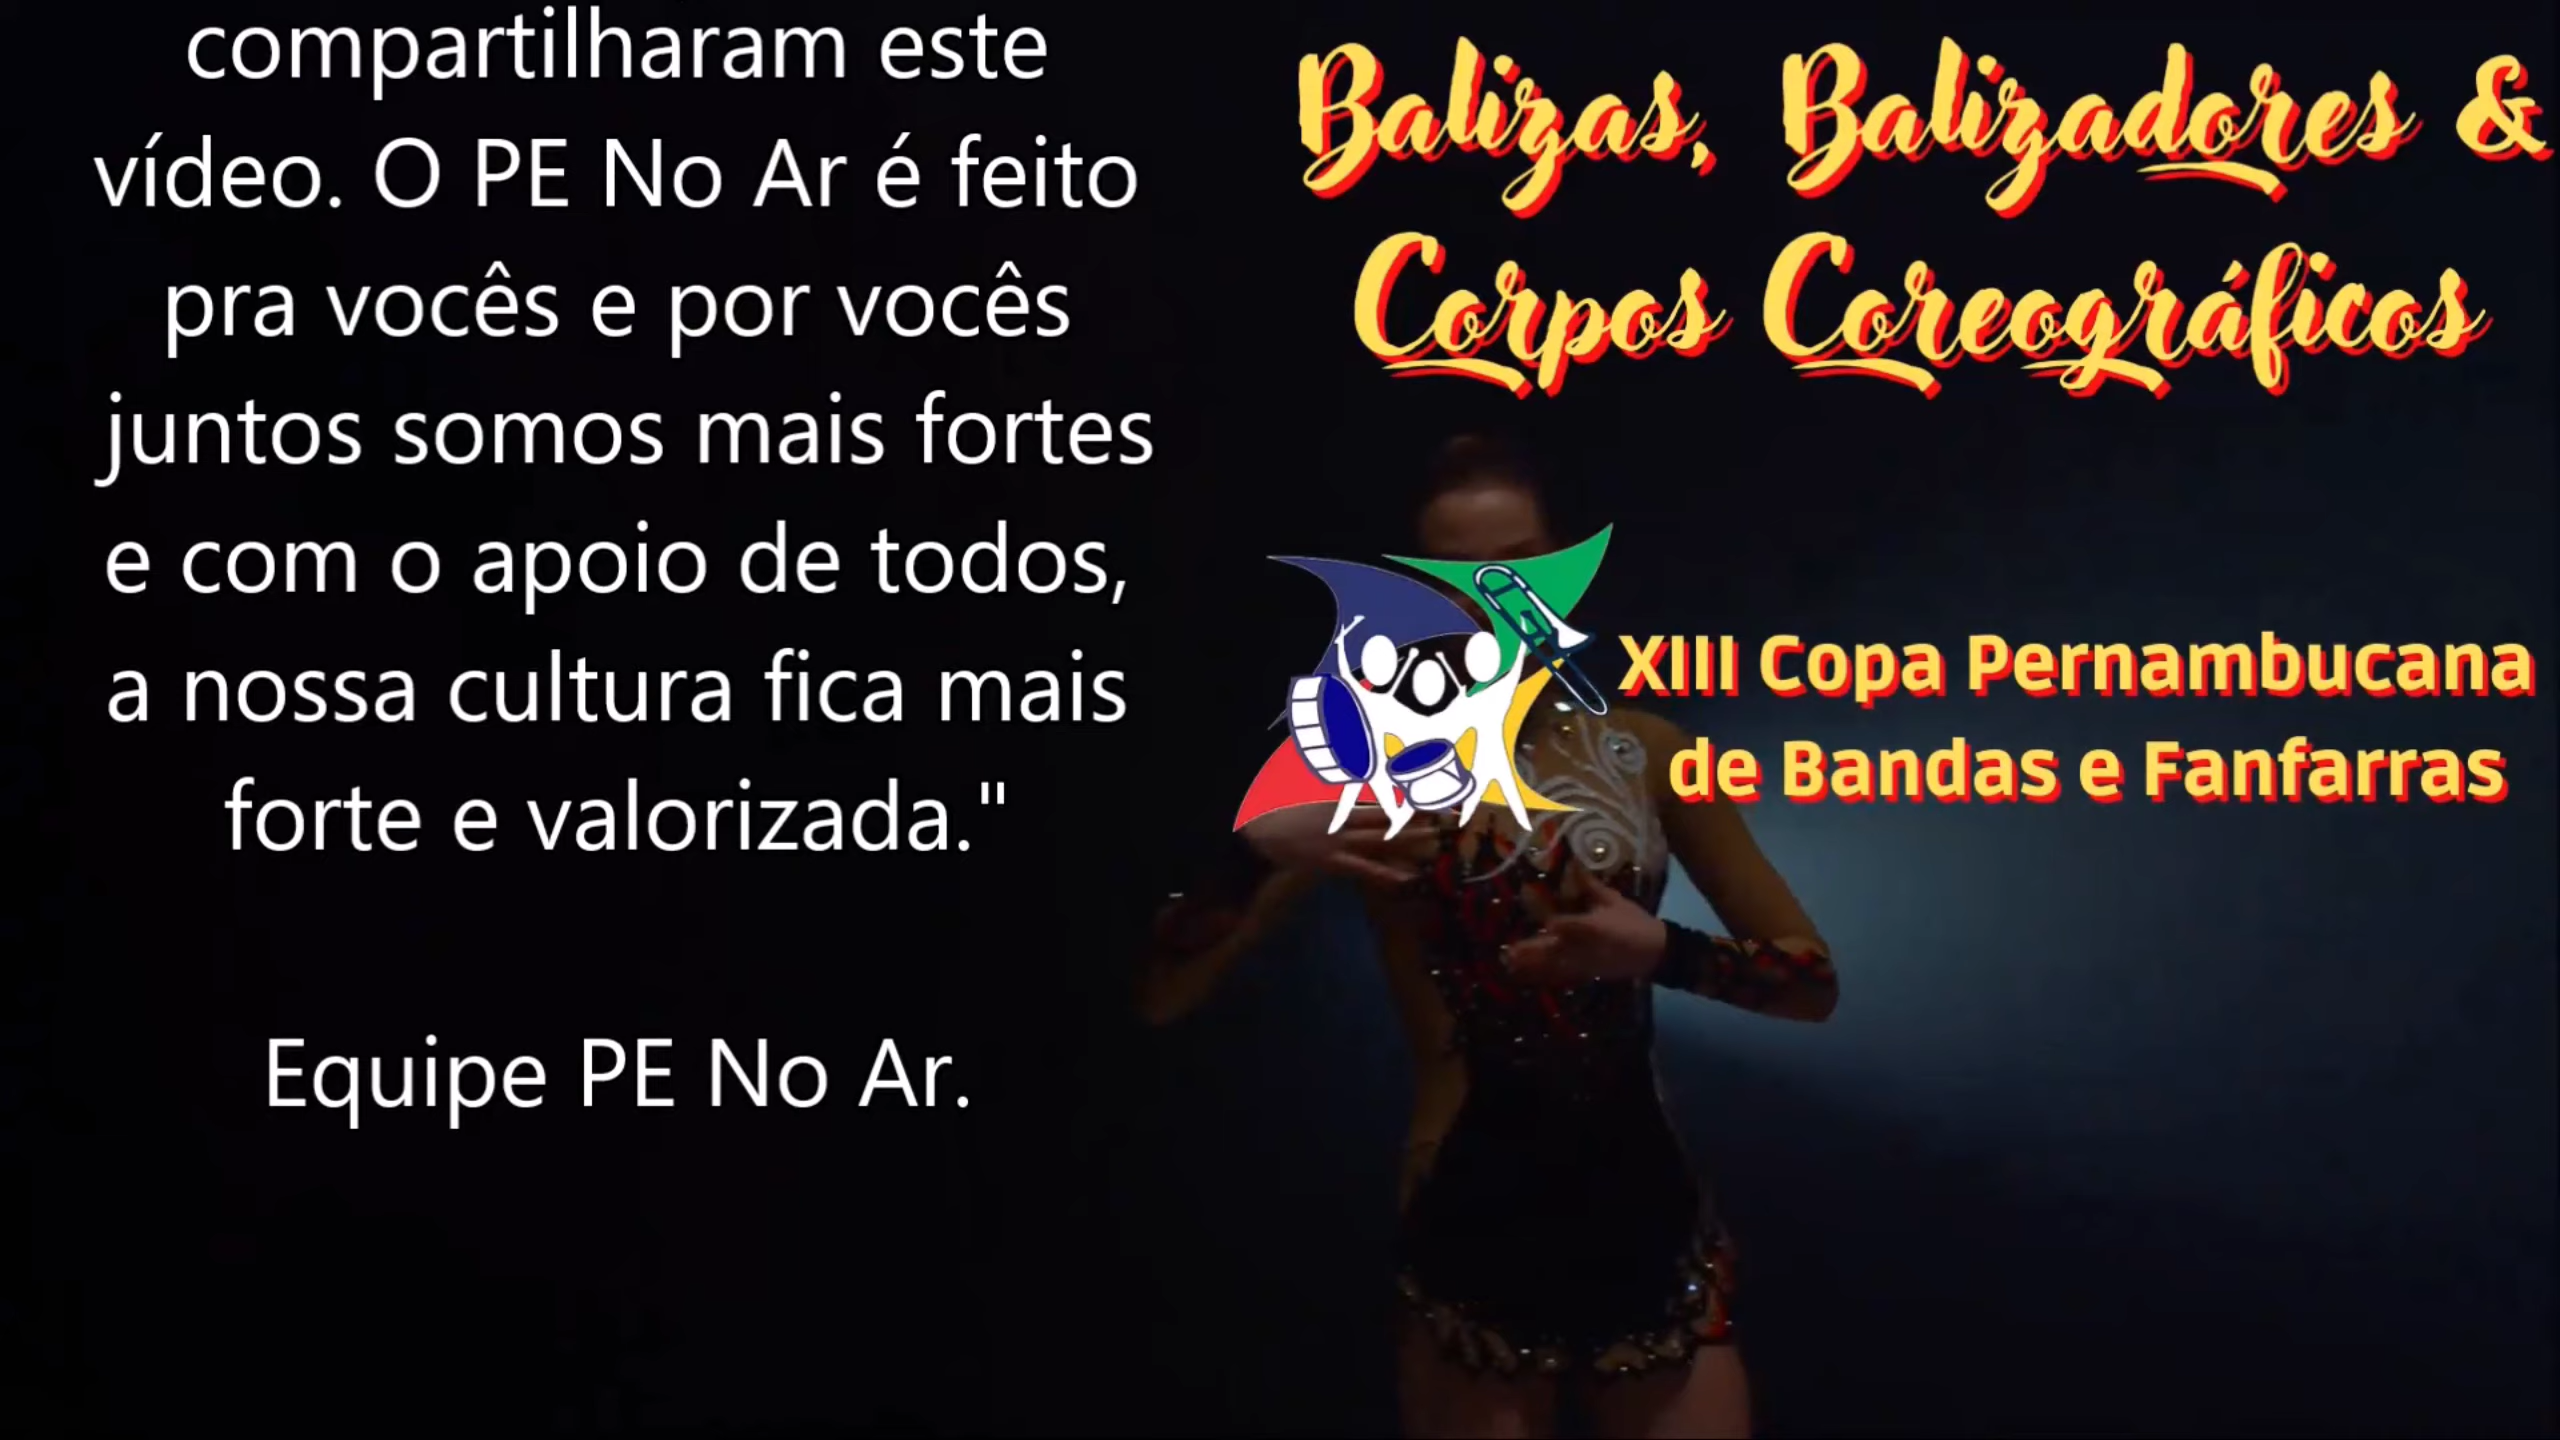 compartilharam este
vídeo. O PE No Ar é feito
pra vocês e por vocês
juntos somos mais fortes
e com o apoio de todos,
a nossa cultura fica mais
forte e valorizada."
Equipe PE No Ar.
Balizas, Balizadores &
Corpos Coreográficos
XIII Copa Pernambucana
de Bandas e Fanfarras